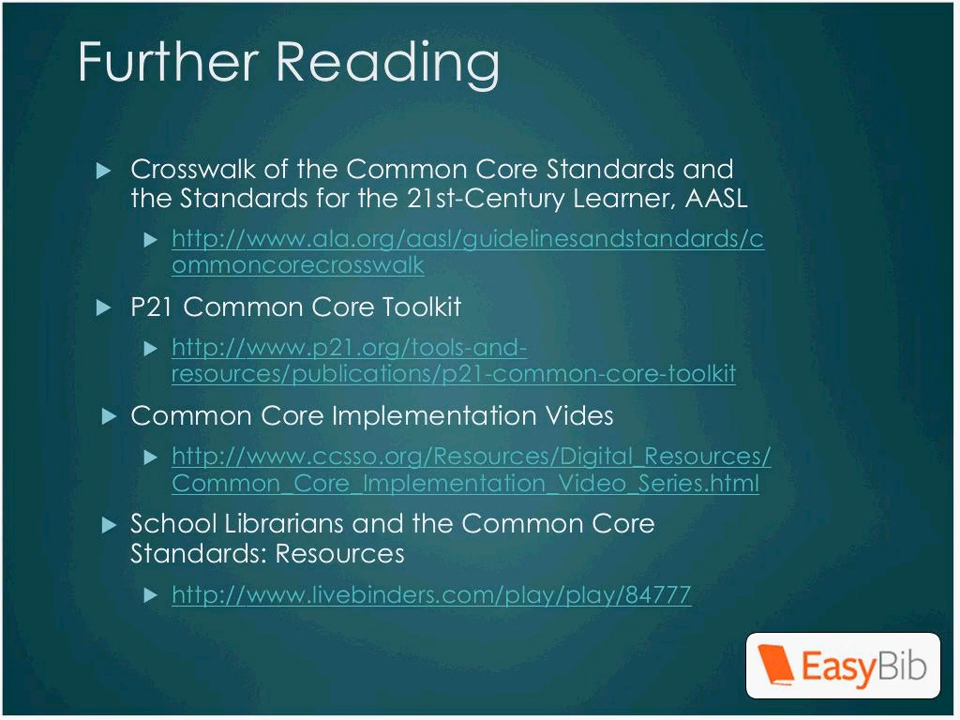 Further Reading
Crosswalk of the Common Core Standards and
the Standards for the 21st-Century Learner, AASL
http://www.ala.org/aasl/guidelinesandstandards/c
ommoncorecrosswalk
P21 Common Core Toolkit
http://www.p21.org/tools-and-
resources/publications/p21-common-core-toolkit
Common Core Implementation Vides
http://www.ccsso.org/Resources/Digital_Resources/
Common_Core_Implementation_Video_Series.html
School Librarians and the Common Core
Standards: Resources
http://www.livebinders.com/play/play/84777
EasyBib